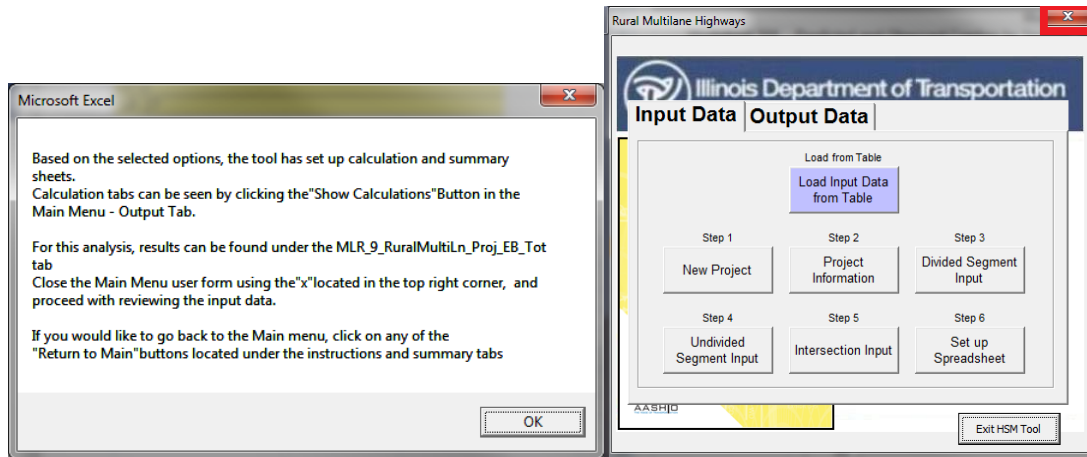 Microsoft Excel
Based on the selected options, the tool has set up calculation and summary
sheets.
Calculation tabs can be seen by clicking the"Show Calculations"Button in the
Main Menu - Output Tab.
For this analysis, results can be found under the MLR_9_RuralMultiLn_Proj_EB_Tot
tab
Close the Main Menu user form using the"x"located in the top right corner,  and
proceed with reviewing the input data.
If you would like to go back to the Main menu, click on any of the
"Return to Main"buttons located under the instructions and summary tabs
OK
Rural Multilane Highways
Illinois Department of Transportation
Input Data
Output Data
Load from Table
Load Input Data
from Table
Step 1
New Project
Step 2
Project
Information
Step 3
Divided Segment
Input
Step 4
Undivided
Segment Input
Step 5
Intersection Input
Step 6
Set up
Spreadsheet
AASHTO
Exit HSM Tool